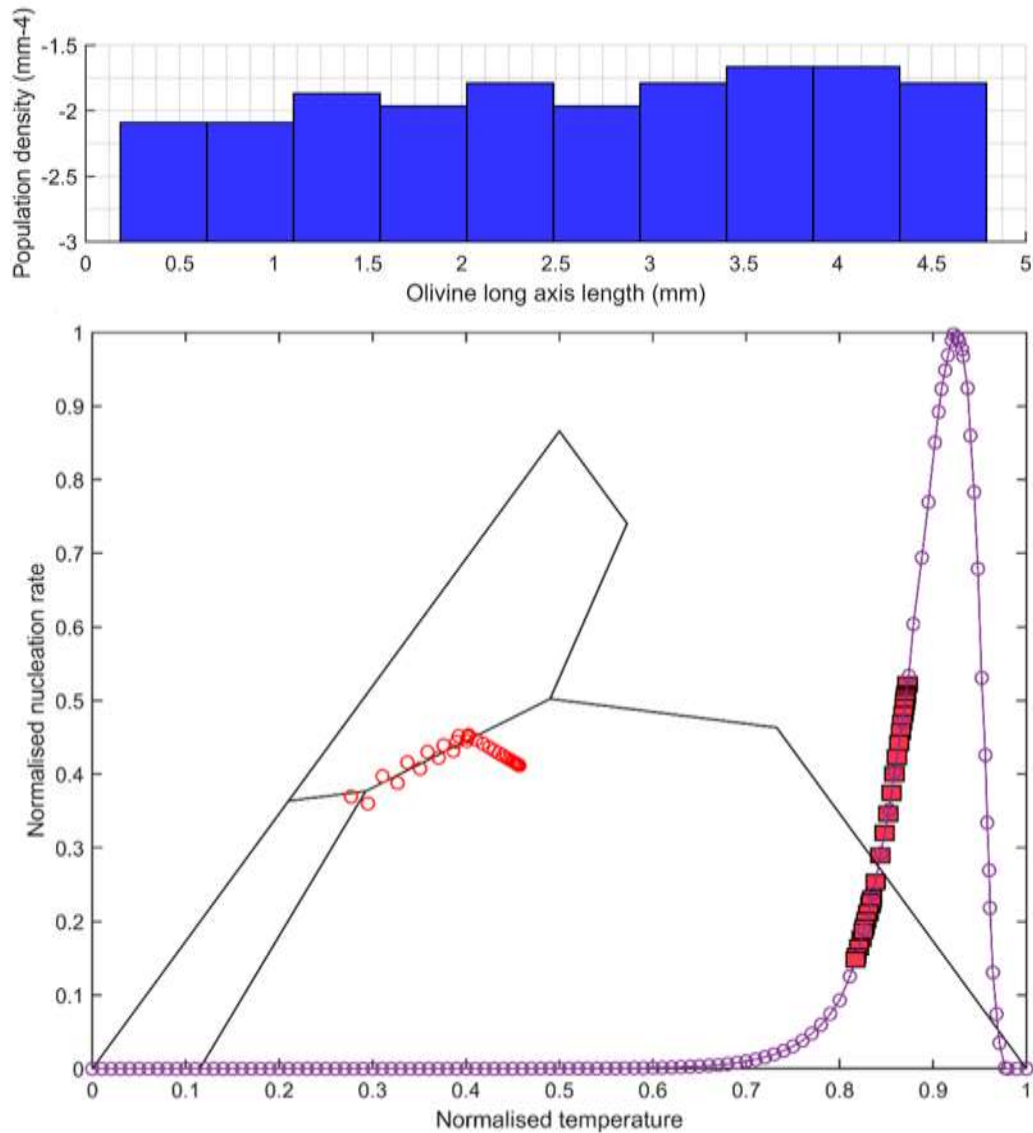 Population density (mm-4)
-1.5
-2
-2.5
-3
0 0.5 1 1.5 2 2.5 3 3.5 4 4.5 5
Olivine long axis length (mm)
Normalised nucleation rate
1
0.9
0.8
0.7
0.6
0.5
0.4
0.3
0.2
0.1
0
0 0.1 0.2 0.3 0.4 0.5 0.6 0.7 0.8 0.9 1
Normalised temperature